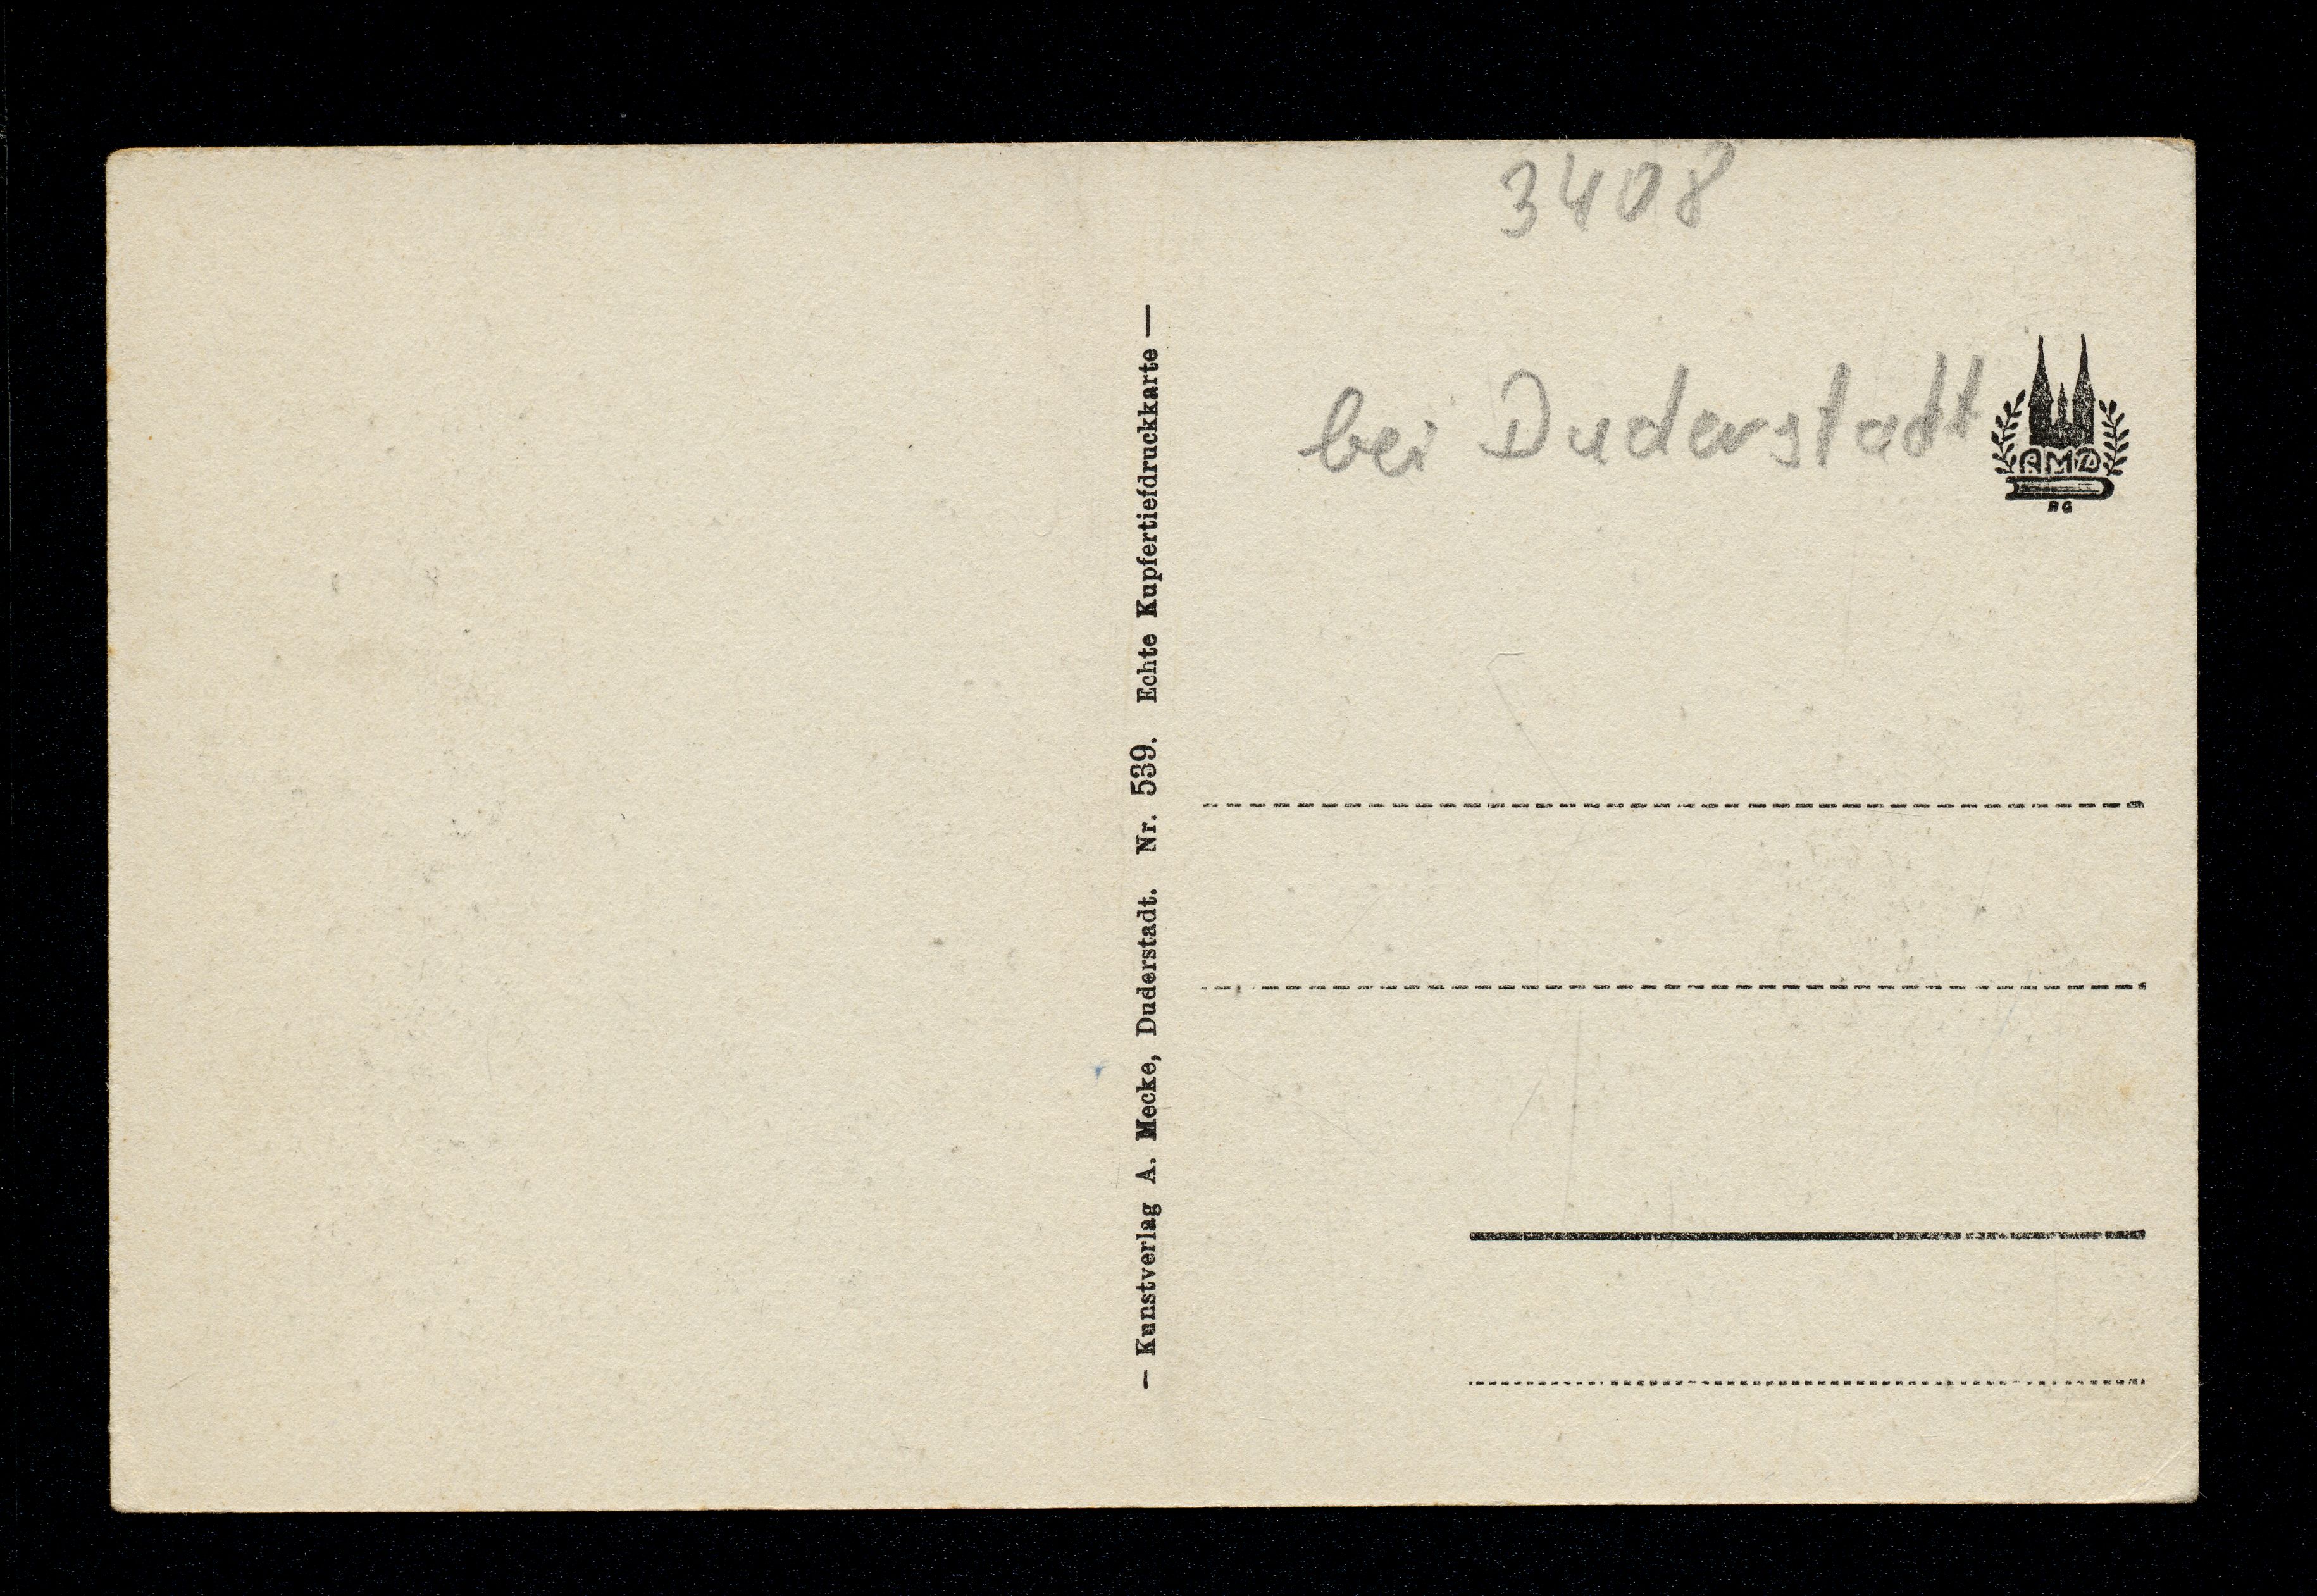 3408
bei Duderstadt
AMD
RG
— Kunstverlag A. Mecke, Duderstadt. Nr. 539. Echte Kupfertiefdruckkarte —